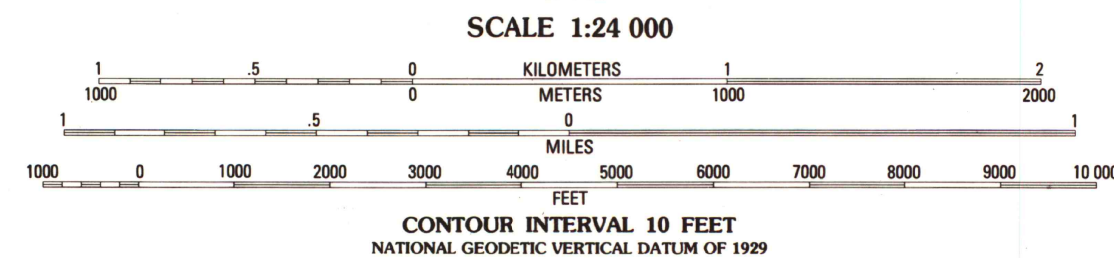 SCALE 1:24 000
1 .5 0 KILOMETERS 1 2
1000 0 METERS 1000 2000
1 .5 0 1
MILES
1000 0 1000 2000 3000 4000 5000 6000 7000 8000 9000 10 000
FEET
CONTOUR INTERVAL 10 FEET
NATIONAL GEODETIC VERTICAL DATUM OF 1929